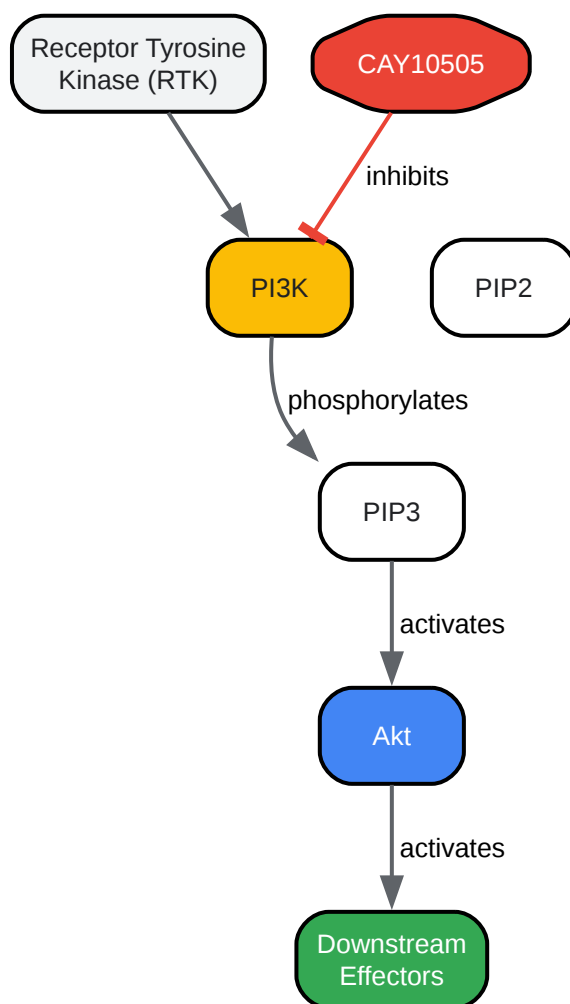 Receptor Tyrosine
Kinase (RTK)
CAY10505
inhibits
PI3K
PIP2
phosphorylates
PIP3
activates
Akt
activates
Downstream
Effectors